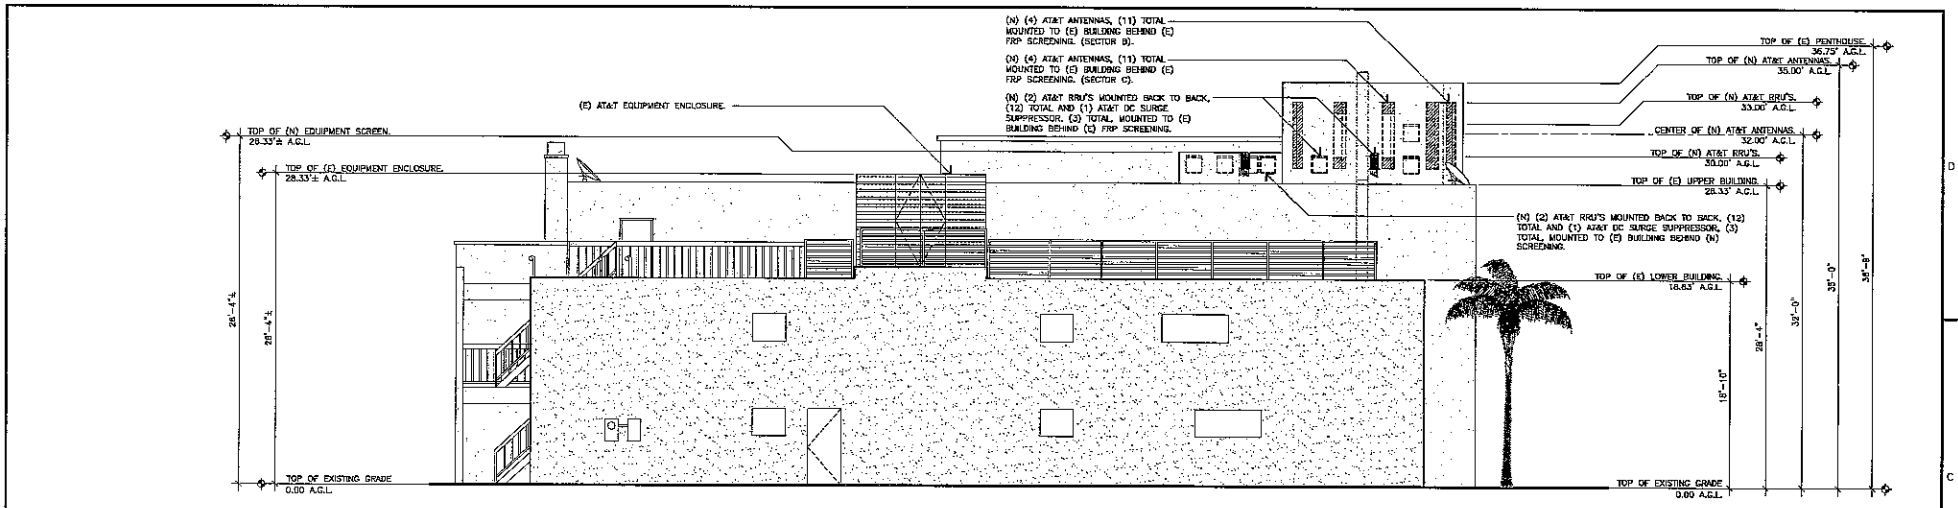 (N) (4) AT&T ANTENNAS, (11) TOTAL
MOUNTED TO (E) BUILDING BEHIND (E)
FRP SCREENING. (SECTOR B).
(N) (4) AT&T ANTENNAS, (11) TOTAL
MOUNTED TO (E) BUILDING BEHIND (E)
FRP SCREENING. (SECTOR C).
(N) (2) AT&T RRU'S MOUNTED BACK TO BACK,
(12) TOTAL AND (1) AT&T DC SURGE
SUPPRESSOR. (3) TOTAL, MOUNTED TO (E)
BUILDING BEHIND (E) FRP SCREENING.
(E) AT&T EQUIPMENT ENCLOSURE.
TOP OF (N) EQUIPMENT SCREEN.
28.33'± A.G.L.
TOP OF (E) EQUIPMENT ENCLOSURE.
28.33'± A.G.L.
TOP OF (E) PENTHOUSE.
36.75' A.G.L.
TOP OF (N) AT&T ANTENNAS.
35.00' A.G.L.
TOP OF (N) AT&T RRU'S.
33.00' A.G.L.
CENTER OF (N) AT&T ANTENNAS.
32.00' A.G.L.
TOP OF (N) AT&T RRU'S.
30.00' A.G.L.
TOP OF (E) UPPER BUILDING.
28.33' A.G.L.
(N) (2) AT&T RRU'S MOUNTED BACK TO BACK, (12)
TOTAL AND (1) AT&T DC SURGE SUPPRESSOR, (3)
TOTAL, MOUNTED TO (E) BUILDING BEHIND (N)
SCREENING.
TOP OF (E) LOWER BUILDING.
18.83' A.G.L.
28'-4"±
28'-4"±
18'-10"
28'-4"
32'-0"
35'-0"
TOP OF EXISTING GRADE
0.00 A.G.L.
TOP OF EXISTING GRADE
0.00 A.G.L.
D
C